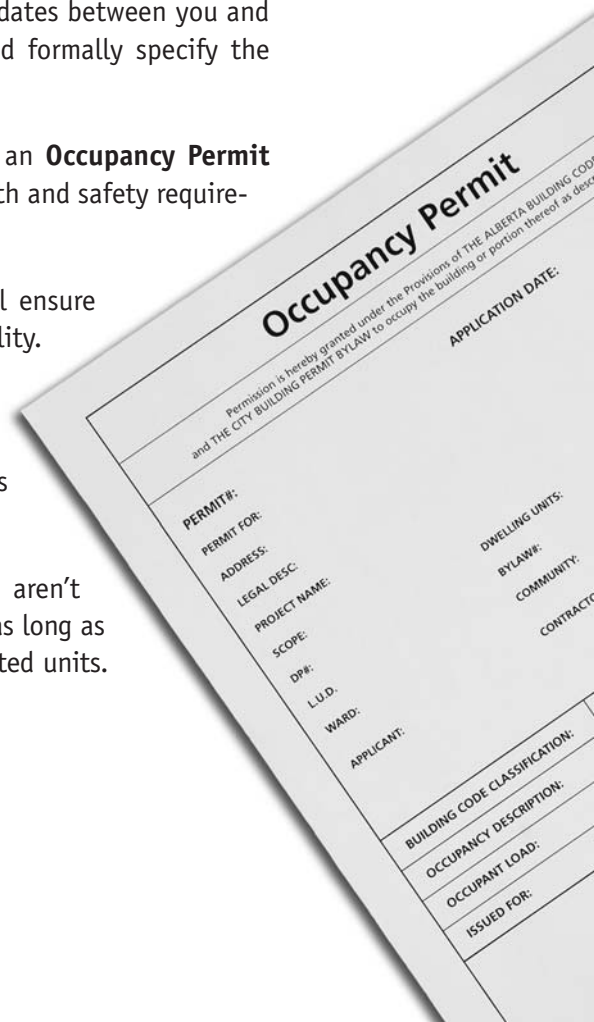 dates between you and
d formally specify the
an Occupancy Permit
th and safety require-
l ensure
lity.
s
aren't
as long as
ted units.
Occupancy Permit
Permission is hereby granted under the Provisions of THE ALBERTA BUILDING CODE
and THE CITY BUILDING PERMIT BYLAW to occupy the building or portion thereof as desc
APPLICATION DATE:
PERMIT#:
PERMIT FOR:
ADDRESS:
LEGAL DESC:
PROJECT NAME:
SCOPE:
DP#:
L.U.D.
WARD:
APPLICANT:
DWELLING UNITS:
BYLAW#:
COMMUNITY:
CONTRACTO
BUILDING CODE CLASSIFICATION:
OCCUPANCY DESCRIPTION:
OCCUPANT LOAD:
ISSUED FOR: